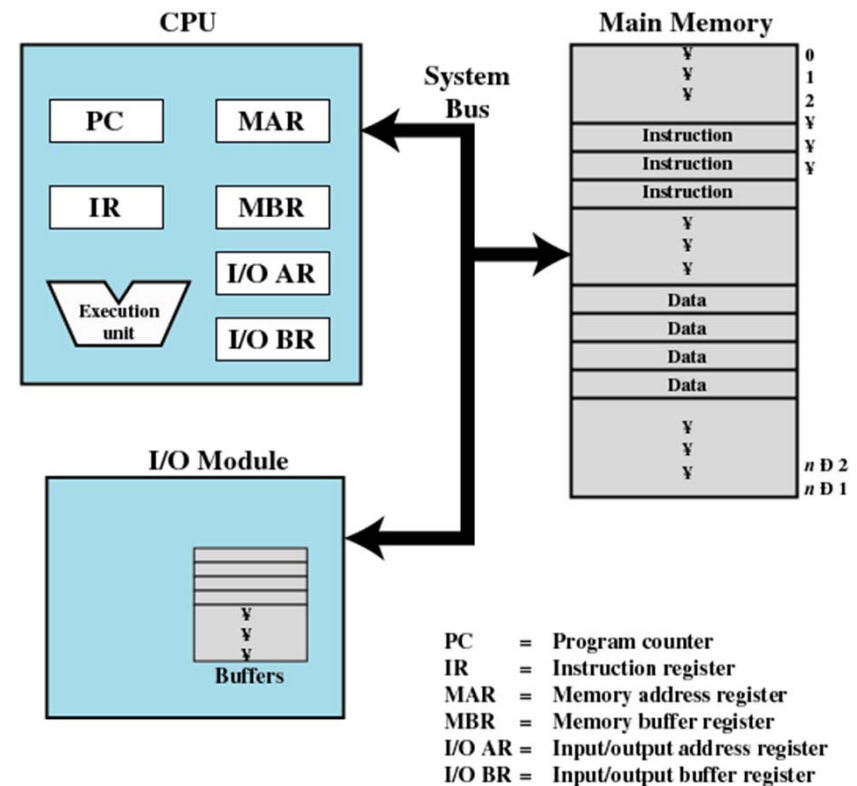 CPU
PC
MAR
IR
MBR
I/O AR
Execution
unit
I/O BR
System
Bus
Main Memory
¥
¥
¥
Instruction
Instruction
Instruction
¥
¥
¥
Data
Data
Data
Data
¥
¥
¥
0
1
2
¥
¥
¥
n Ð 2
n Ð 1
I/O Module
¥
¥
¥
Buffers
PC = Program counter
IR = Instruction register
MAR = Memory address register
MBR = Memory buffer register
I/O AR = Input/output address register
I/O BR = Input/output buffer register